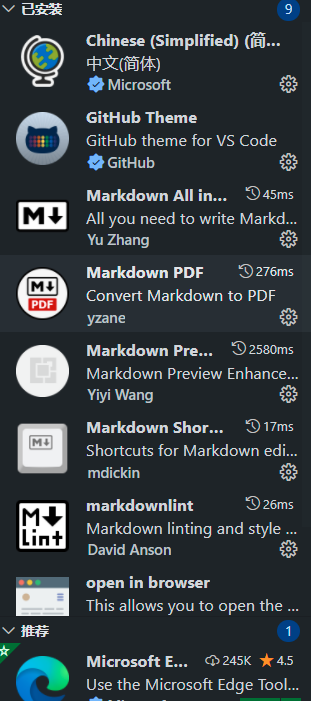 已安装
9
Chinese (Simplified) (简...
中文(简体)
Microsoft
GitHub Theme
GitHub theme for VS Code
GitHub
Markdown All in... 45ms
All you need to write Markd...
Yu Zhang
Markdown PDF 276ms
Convert Markdown to PDF
yzane
Markdown Pre... 2580ms
Markdown Preview Enhance...
Yiyi Wang
Markdown Shor... 17ms
Shortcuts for Markdown edi...
mdickin
markdownlint 26ms
Markdown linting and style ...
David Anson
open in browser
This allows you to open the ...
推荐
1
Microsoft E... 245K 4.5
Use the Microsoft Edge Tool...
Microsoft
M
PDF
M
M
M
Lint